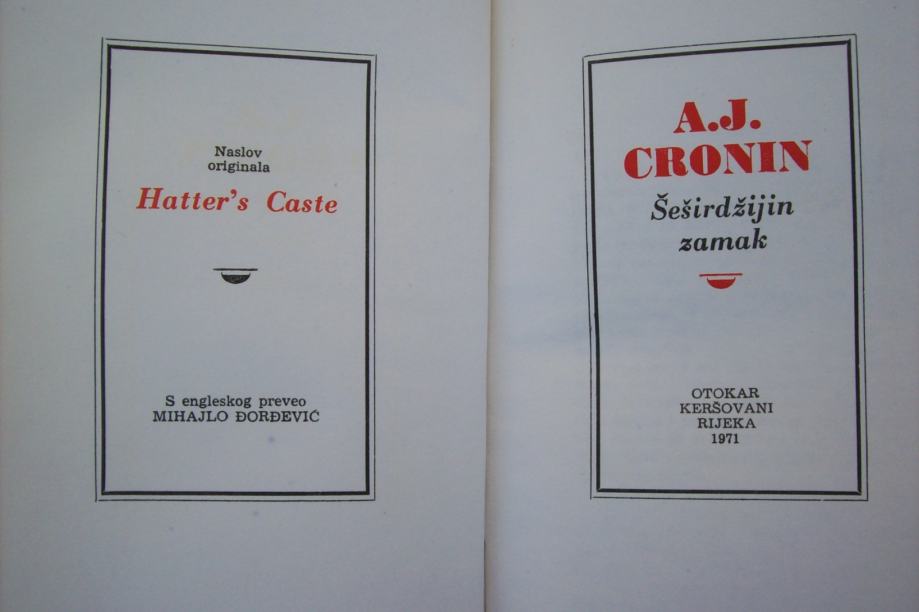 Naslov
originala
Hatter's Caste
S engleskog preveo
MIHAJLO ĐORĐEVIĆ
A.J.
CRONIN
Šeširdžijin
zamak
OTOKAR
KERŠOVANI
RIJEKA
1971